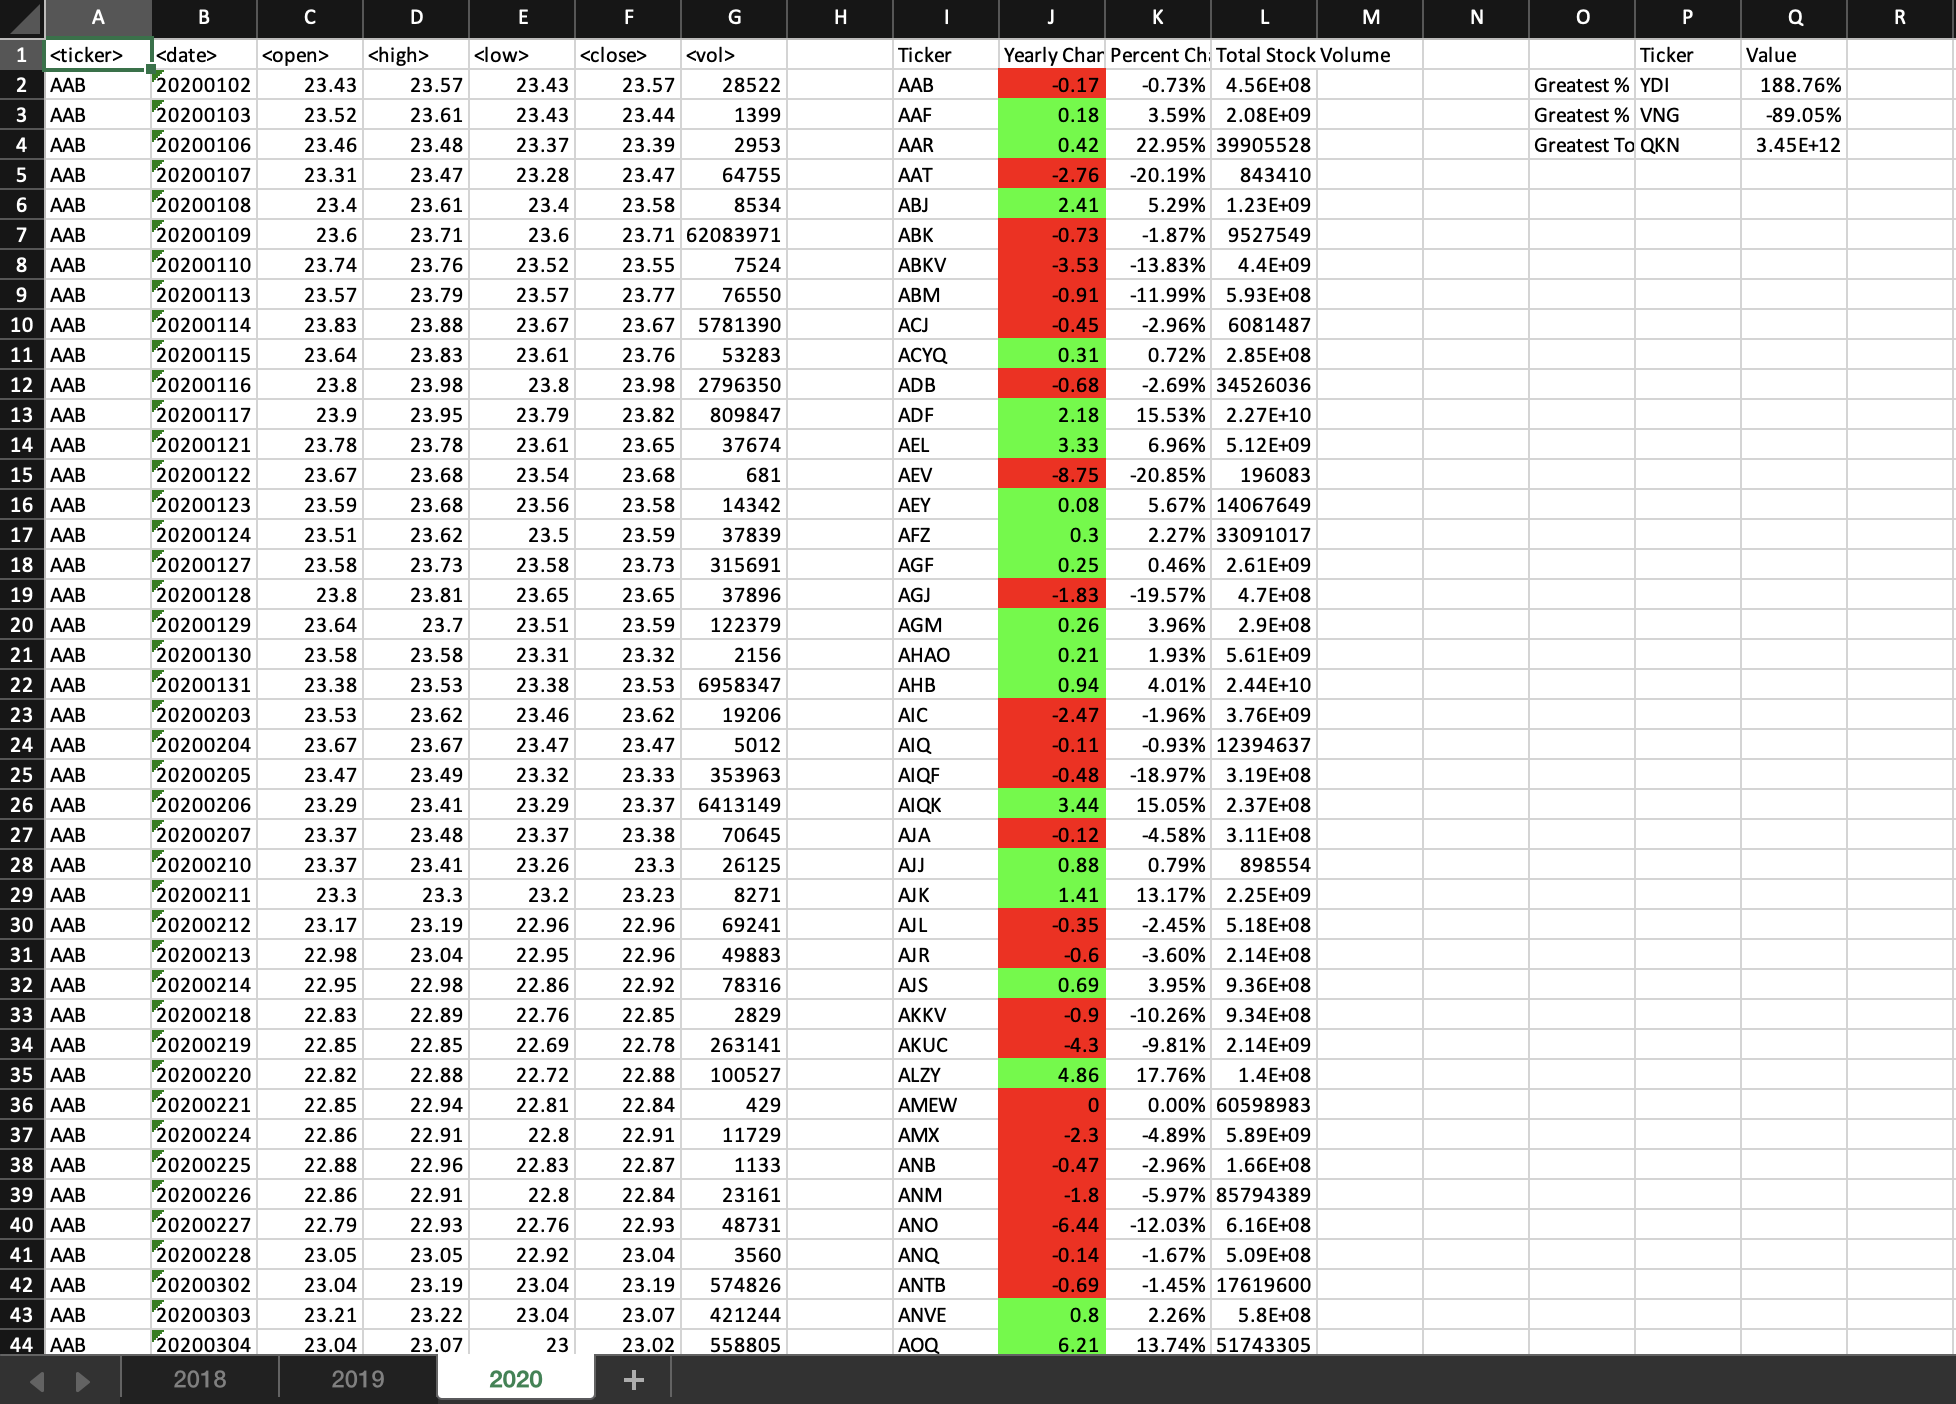 A B C D E F G H I J K L M N O P Q R
1 <ticker> <date> <open> <high> <low> <close> <vol> Ticker Yearly Char Percent Ch Total Stock Volume Ticker Value
2 AAB 20200102 23.43 23.57 23.43 23.57 28522 AAB -0.17 -0.73% 4.56E+08 Greatest % YDI 188.76%
3 AAB 20200103 23.52 23.61 23.43 23.44 1399 AAF 0.18 3.59% 2.08E+09 Greatest % VNG -89.05%
4 AAB 20200106 23.46 23.48 23.37 23.39 2953 AAR 0.42 22.95% 39905528 Greatest To QKN 3.45E+12
5 AAB 20200107 23.31 23.47 23.28 23.47 64755 AAT -2.76 -20.19% 843410
6 AAB 20200108 23.4 23.61 23.4 23.58 8534 ABJ 2.41 5.29% 1.23E+09
7 AAB 20200109 23.6 23.71 23.6 23.71 62083971 ABK -0.73 -1.87% 9527549
8 AAB 20200110 23.74 23.76 23.52 23.55 7524 ABKV -3.53 -13.83% 4.4E+09
9 AAB 20200113 23.57 23.79 23.57 23.77 76550 ABM -0.91 -11.99% 5.93E+08
10 AAB 20200114 23.83 23.88 23.67 23.67 5781390 ACJ -0.45 -2.96% 6081487
11 AAB 20200115 23.64 23.83 23.61 23.76 53283 ACYQ 0.31 0.72% 2.85E+08
12 AAB 20200116 23.8 23.98 23.8 23.98 2796350 ADB -0.68 -2.69% 34526036
13 AAB 20200117 23.9 23.95 23.79 23.82 809847 ADF 2.18 15.53% 2.27E+10
14 AAB 20200121 23.78 23.78 23.61 23.65 37674 AEL 3.33 6.96% 5.12E+09
15 AAB 20200122 23.67 23.68 23.54 23.68 681 AEV -8.75 -20.85% 196083
16 AAB 20200123 23.59 23.68 23.56 23.58 14342 AEY 0.08 5.67% 14067649
17 AAB 20200124 23.51 23.62 23.5 23.59 37839 AFZ 0.3 2.27% 33091017
18 AAB 20200127 23.58 23.73 23.58 23.73 315691 AGF 0.25 0.46% 2.61E+09
19 AAB 20200128 23.8 23.81 23.65 23.65 37896 AGJ -1.83 -19.57% 4.7E+08
20 AAB 20200129 23.64 23.7 23.51 23.59 122379 AGM 0.26 3.96% 2.9E+08
21 AAB 20200130 23.58 23.58 23.31 23.32 2156 AHAO 0.21 1.93% 5.61E+09
22 AAB 20200131 23.38 23.53 23.38 23.53 6958347 AHB 0.94 4.01% 2.44E+10
23 AAB 20200203 23.53 23.62 23.46 23.62 19206 AIC -2.47 -1.96% 3.76E+09
24 AAB 20200204 23.67 23.67 23.47 23.47 5012 AIQ -0.11 -0.93% 12394637
25 AAB 20200205 23.47 23.49 23.32 23.33 353963 AIQF -0.48 -18.97% 3.19E+08
26 AAB 20200206 23.29 23.41 23.29 23.37 6413149 AIQK 3.44 15.05% 2.37E+08
27 AAB 20200207 23.37 23.48 23.37 23.38 70645 AJA -0.12 -4.58% 3.11E+08
28 AAB 20200210 23.37 23.41 23.26 23.3 26125 AJJ 0.88 0.79% 898554
29 AAB 20200211 23.3 23.3 23.2 23.23 8271 AJK 1.41 13.17% 2.25E+09
30 AAB 20200212 23.17 23.19 22.96 22.96 69241 AJL -0.35 -2.45% 5.18E+08
31 AAB 20200213 22.98 23.04 22.95 22.96 49883 AJR -0.6 -3.60% 2.14E+08
32 AAB 20200214 22.95 22.98 22.86 22.92 78316 AJS 0.69 3.95% 9.36E+08
33 AAB 20200218 22.83 22.89 22.76 22.85 2829 AKKV -0.9 -10.26% 9.34E+08
34 AAB 20200219 22.85 22.85 22.69 22.78 263141 AKUC -4.3 -9.81% 2.14E+09
35 AAB 20200220 22.82 22.88 22.72 22.88 100527 ALZY 4.86 17.76% 1.4E+08
36 AAB 20200221 22.85 22.94 22.81 22.84 429 AMEW 0 0.00% 60598983
37 AAB 20200224 22.86 22.91 22.8 22.91 11729 AMX -2.3 -4.89% 5.89E+09
38 AAB 20200225 22.88 22.96 22.83 22.87 1133 ANB -0.47 -2.96% 1.66E+08
39 AAB 20200226 22.86 22.91 22.8 22.84 23161 ANM -1.8 -5.97% 85794389
40 AAB 20200227 22.79 22.93 22.76 22.93 48731 ANO -6.44 -12.03% 6.16E+08
41 AAB 20200228 23.05 23.05 22.92 23.04 3560 ANQ -0.14 -1.67% 5.09E+08
42 AAB 20200302 23.04 23.19 23.04 23.19 574826 ANTB -0.69 -1.45% 17619600
43 AAB 20200303 23.21 23.22 23.04 23.07 421244 ANVE 0.8 2.26% 5.8E+08
44 AAB 20200304 23.04 23.07 23 23.02 558805 AOQ 6.21 13.74% 51743305
2018 2019 2020 +